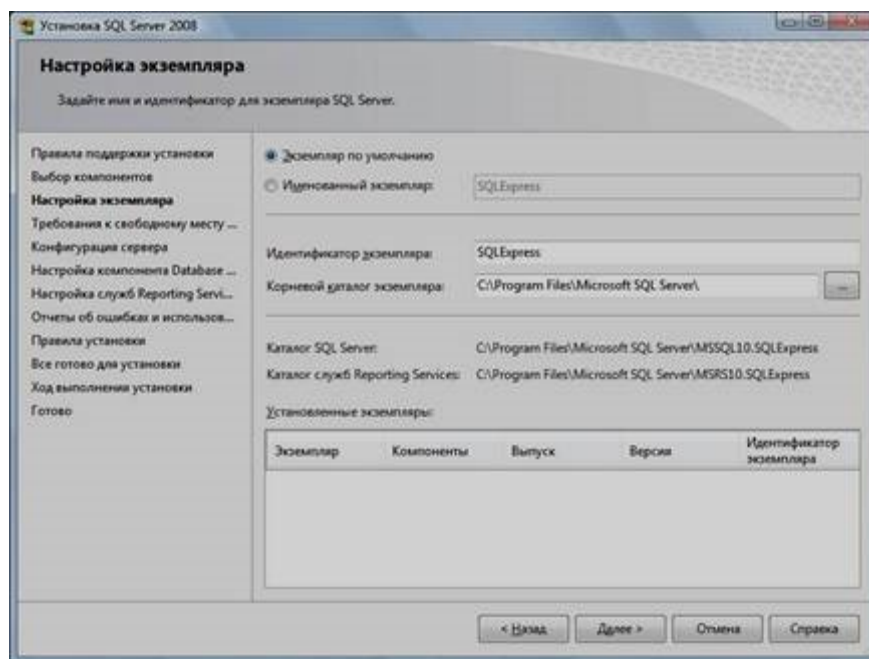 Установка SQL Server 2008
Настройка экземпляра
Задайте имя и идентификатор для экземпляра SQL Server.
Правила поддержки установки
Выбор компонентов
Настройка экземпляра
Требования к свободному месту ...
Конфигурация сервера
Настройка компонента Database ...
Настройка служб Reporting Servi...
Отчеты об ошибках и использов...
Правила установки
Все готово для установки
Ход выполнения установки
Готово
Экземпляр по умолчанию
Именованный экземпляр: SQLExpress
Идентификатор экземпляра: SQLExpress
Корневой каталог экземпляра: C:\Program Files\Microsoft SQL Server\ ...
Каталог SQL Server: C:\Program Files\Microsoft SQL Server\MSSQL10.SQLExpress
Каталог служб Reporting Services: C:\Program Files\Microsoft SQL Server\MSRS10.SQLExpress
Установленные экземпляры:
Экземпляр Компоненты Выпуск Версия Идентификатор экземпляра
< Назад Далее > Отмена Справка